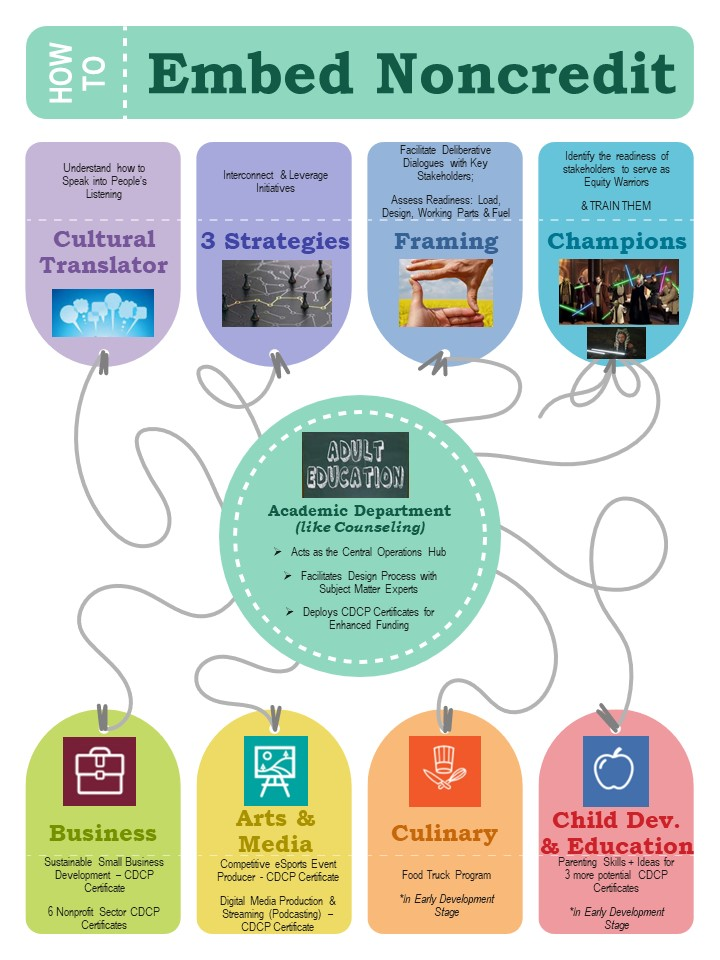 HOW
TO
Embed Noncredit
Understand how to
Speak into People's
Listening
Cultural
Translator
Interconnect & Leverage
Initiatives
3 Strategies
Facilitate Deliberative
Dialogues with Key
Stakeholders;
Assess Readiness: Load,
Design, Working Parts & Fuel
Framing
Identify the readiness of
stakeholders to serve as
Equity Warriors
& TRAIN THEM
Champions
ADULT
EDUCATION
Academic Department
(like Counseling)
➢ Acts as the Central Operations Hub
➢ Facilitates Design Process with
Subject Matter Experts
➢ Deploys CDCP Certificates for
Enhanced Funding
Business
Sustainable Small Business
Development – CDCP
Certificate
6 Nonprofit Sector CDCP
Certificates
Arts &
Media
Competitive eSports Event
Producer - CDCP Certificate
Digital Media Production &
Streaming (Podcasting) –
CDCP Certificate
Culinary
Food Truck Program
*in Early Development
Stage
Child Dev.
& Education
Parenting Skills + Ideas for
3 more potential CDCP
Certificates
*in Early Development
Stage